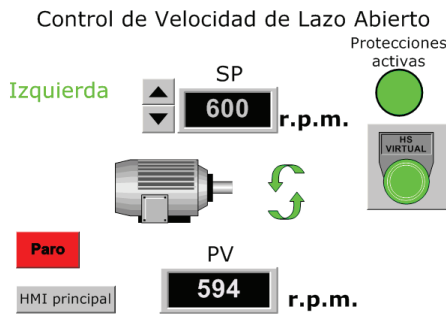 Control de Velocidad de Lazo Abierto
Protecciones
activas
Izquierda
SP
600
r.p.m.
HS
VIRTUAL
Paro
PV
HMI principal
594
r.p.m.